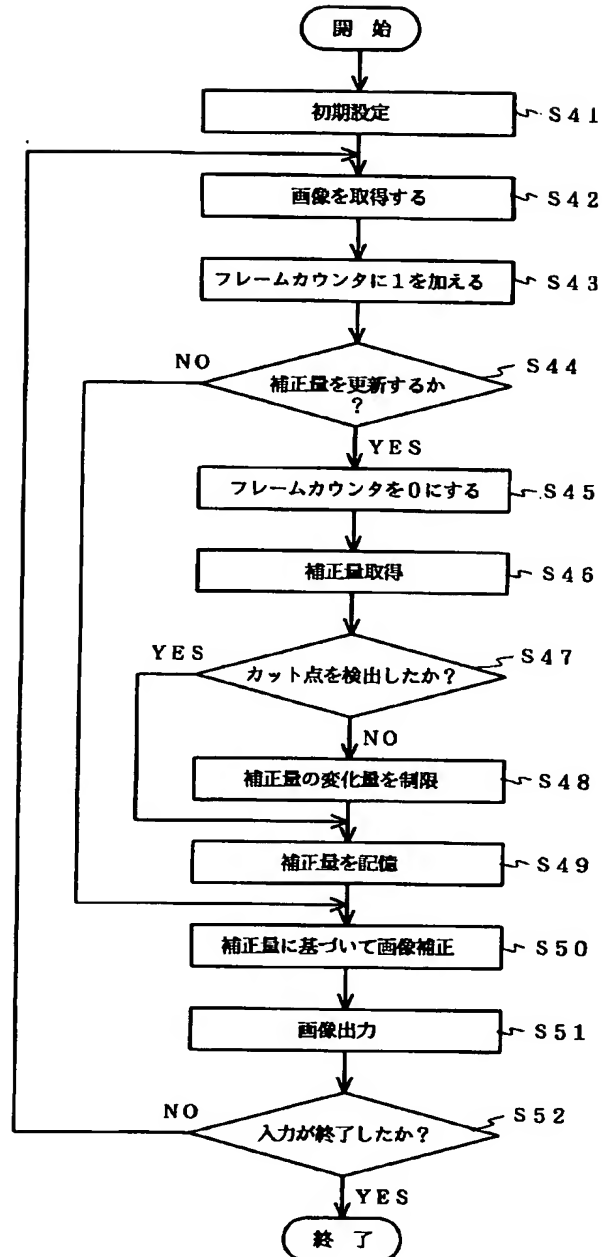 開 始
初期設定
S41
画像を取得する
S42
フレームカウンタに1を加える
S43
NO
S44
補正量を更新するか
?
YES
フレームカウンタを0にする
S45
補正量取得
S46
YES
S47
カット点を検出したか?
NO
補正量の変化量を制限
S48
補正量を記憶
S49
補正量に基づいて画像補正
S50
画像出力
S51
NO
S52
入力が終了したか?
YES
終 了